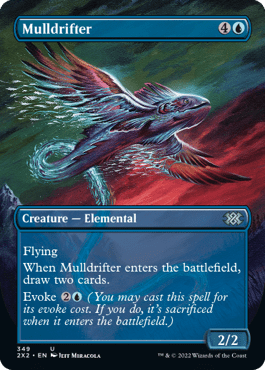 Mulldrifter 4
Creature — Elemental
Flying
When Mulldrifter enters the battlefield,
draw two cards.
Evoke 2 (You may cast this spell for
its evoke cost. If you do, it's sacrificed
when it enters the battlefield.)
2/2
349 U
2X2 • EN Jeff Miracola ™ & © 2022 Wizards of the Coast